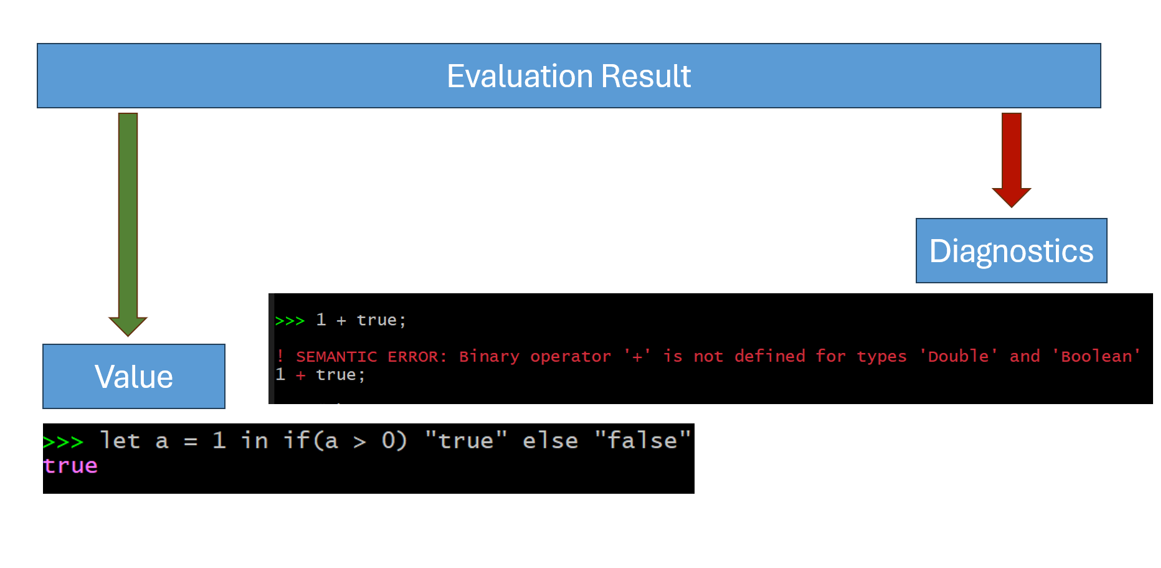 Evaluation Result
Diagnostics
>>> 1 + true;
! SEMANTIC ERROR: Binary operator '+' is not defined for types 'Double' and 'Boolean'
1 + true;
Value
>>> let a = 1 in if(a > 0) "true" else "false"
true